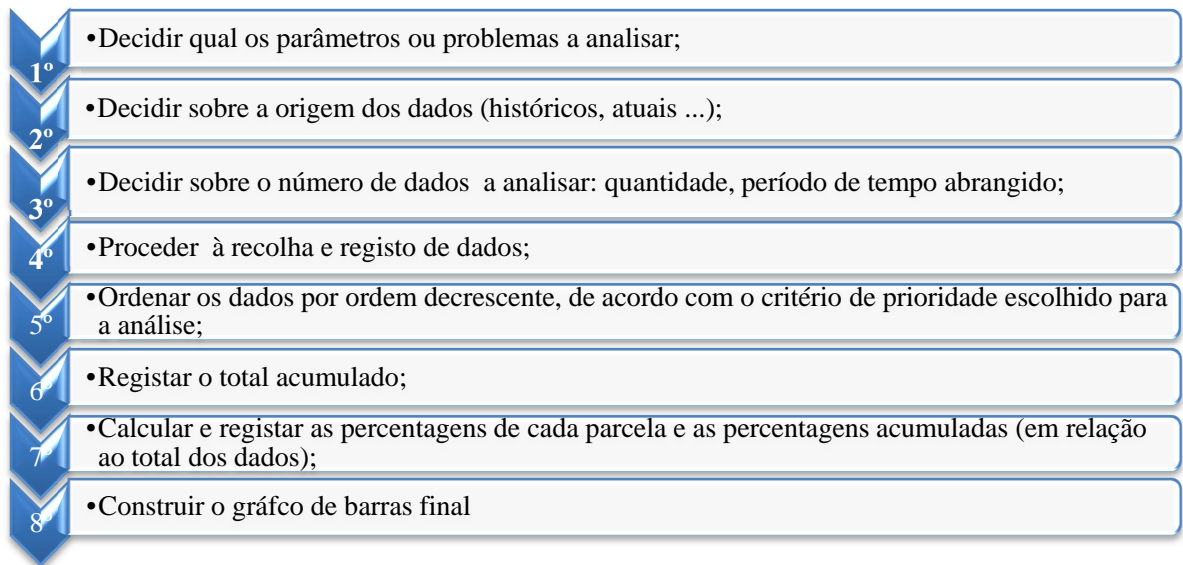 1º
•Decidir qual os parâmetros ou problemas a analisar;
2º
•Decidir sobre a origem dos dados (históricos, atuais ...);
3º
•Decidir sobre o número de dados  a analisar: quantidade, período de tempo abrangido;
4º
•Proceder  à recolha e registo de dados;
5º
•Ordenar os dados por ordem decrescente, de acordo com o critério de prioridade escolhido para
a análise;
6º
•Registar o total acumulado;
7º
•Calcular e registar as percentagens de cada parcela e as percentagens acumuladas (em relação
ao total dos dados);
8º
•Construir o gráfco de barras final